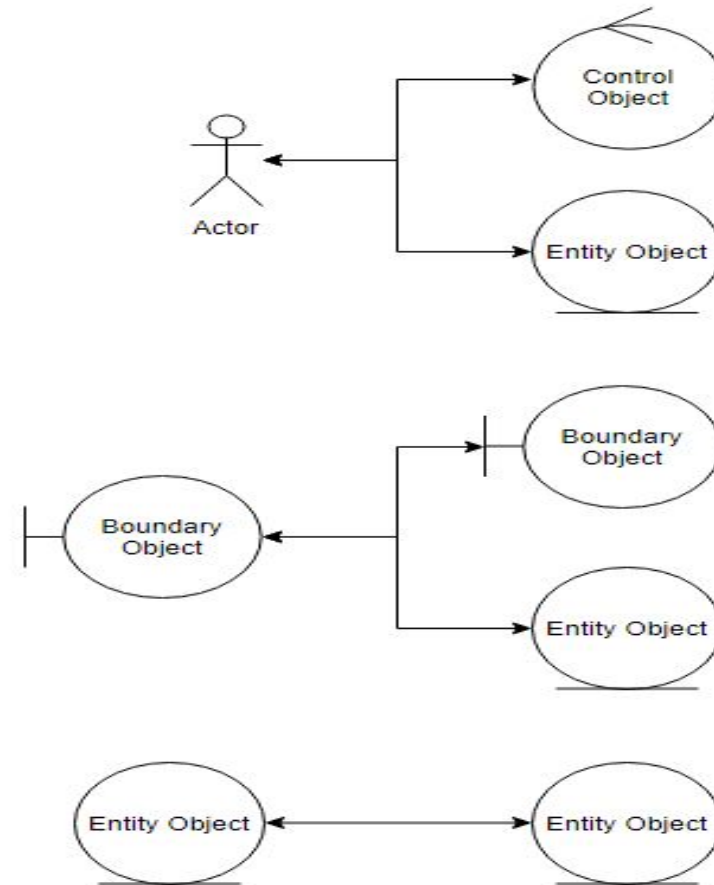 Control
Object
Actor
Entity Object
Boundary
Object
Boundary
Object
Entity Object
Entity Object
Entity Object